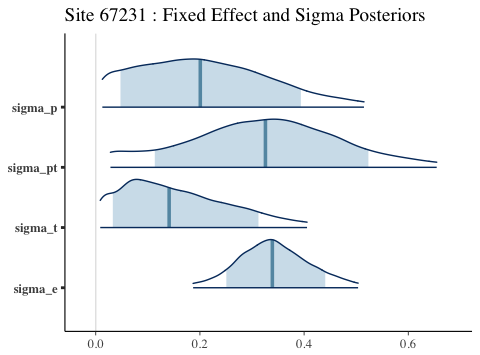 Site 67231 : Fixed Effect and Sigma Posteriors
sigma_p
sigma_pt
sigma_t
sigma_e
0.0 0.2 0.4 0.6